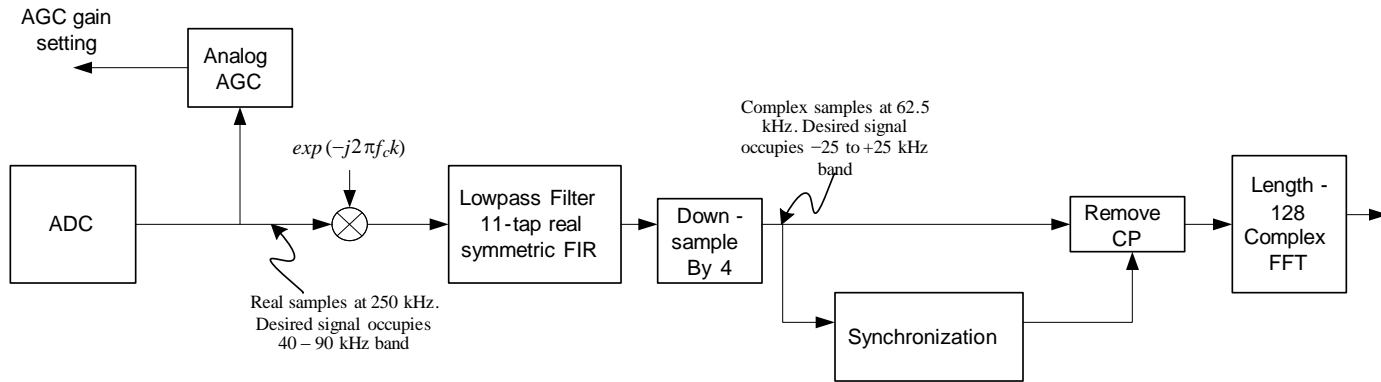 AGC gain
setting
Analog
AGC
ADC
exp (−j2πf_ck)
Real samples at 250 kHz.
Desired signal occupies
40 – 90 kHz band
Lowpass Filter
11-tap real
symmetric FIR
Down -
sample
By 4
Complex samples at 62.5
kHz. Desired signal
occupies −25 to +25 kHz
band
Synchronization
Remove
CP
Length -
128
Complex
FFT